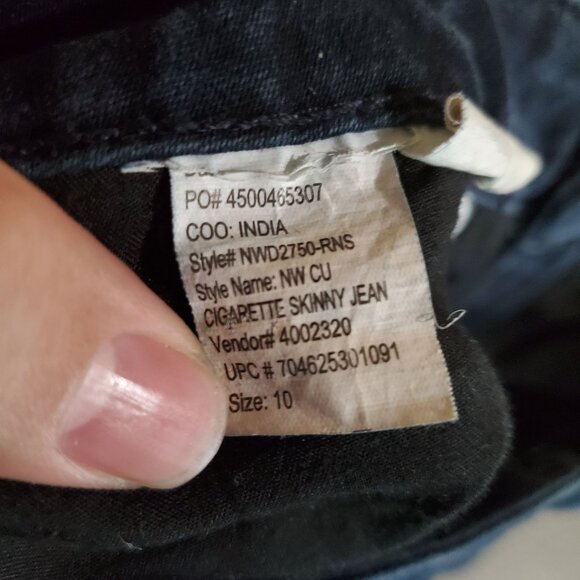 PO# 4500465307
COO: INDIA
Style# NWD2750-RNS
Style Name: NW CU
CIGARETTE SKINNY JEAN
Vendor# 4002320
UPC # 704625301091
Size: 10